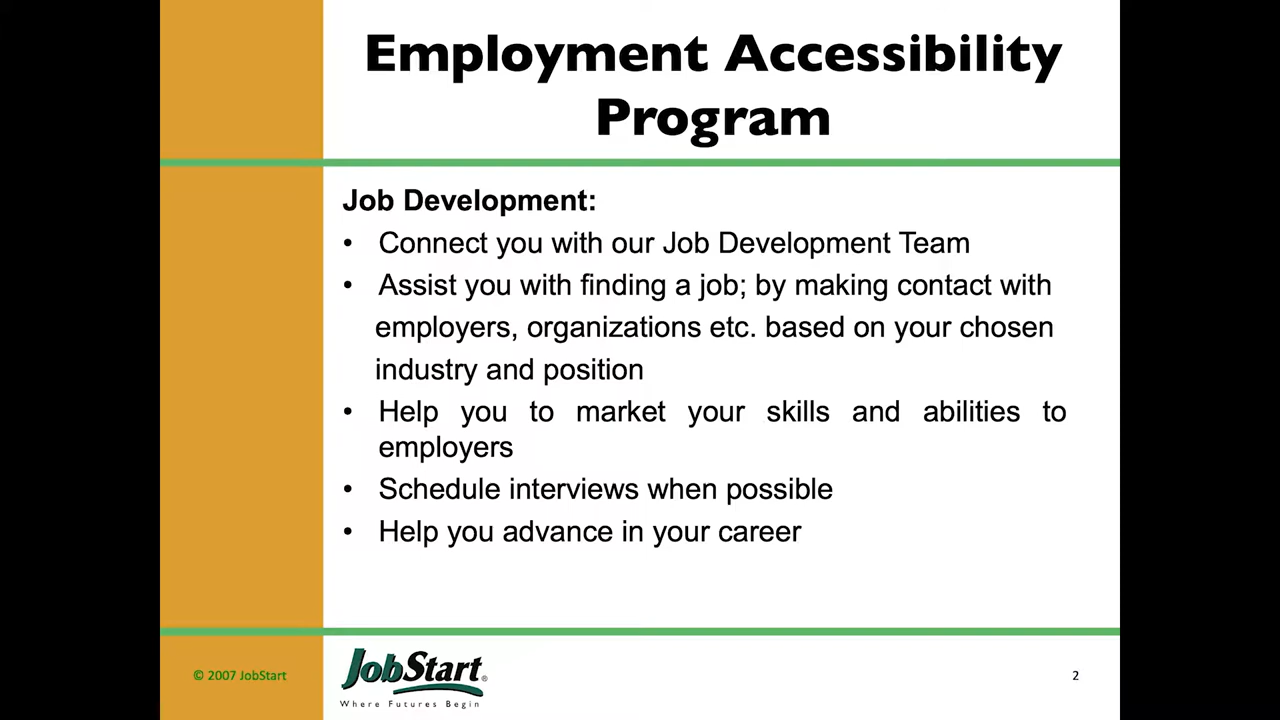 Employment Accessibility
Program
Job Development:
• Connect you with our Job Development Team
• Assist you with finding a job; by making contact with
employers, organizations etc. based on your chosen
industry and position
• Help you to market your skills and abilities to
employers
• Schedule interviews when possible
• Help you advance in your career
© 2007 JobStart
JobStart®
Where Futures Begin
2